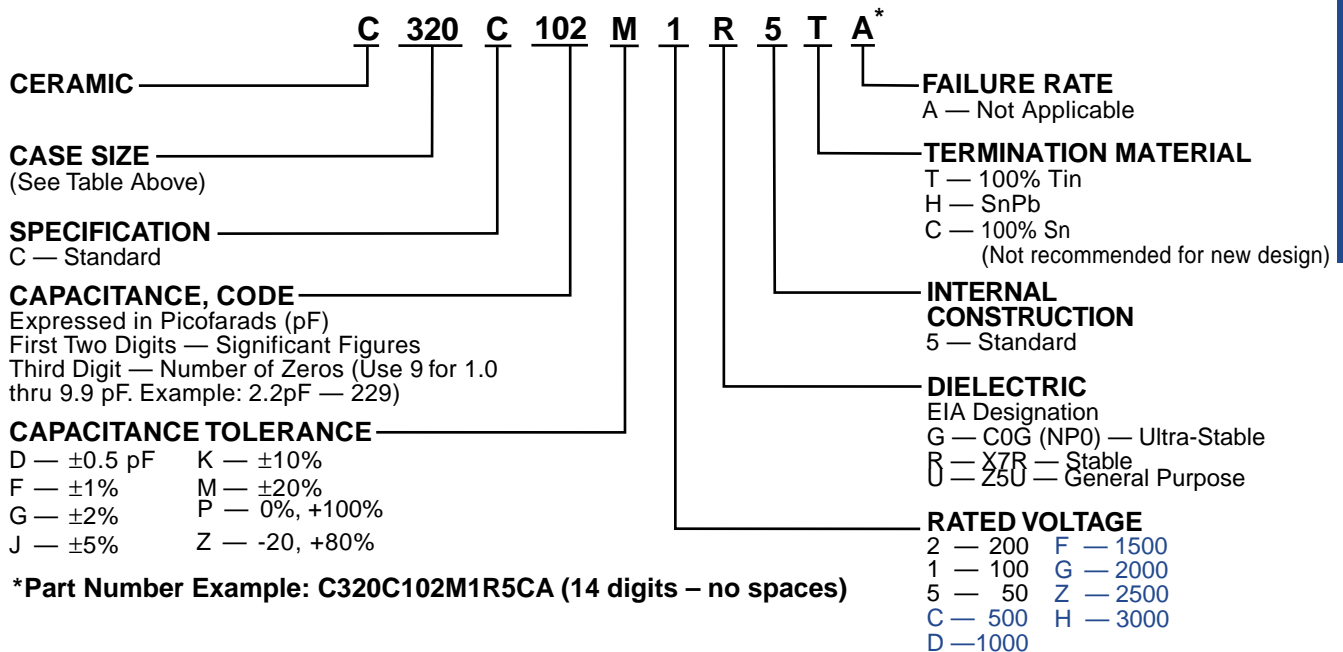 C 320 C 102 M 1 R 5 T A*
CERAMIC
CASE SIZE
(See Table Above)
SPECIFICATION
C — Standard
CAPACITANCE, CODE
Expressed in Picofarads (pF)
First Two Digits — Significant Figures
Third Digit — Number of Zeros (Use 9 for 1.0
thru 9.9 pF. Example: 2.2pF — 229)
CAPACITANCE TOLERANCE
D — ±0.5 pF K — ±10%
F — ±1% M — ±20%
G — ±2% P — 0%, +100%
J — ±5% Z — -20, +80%
*Part Number Example: C320C102M1R5CA (14 digits – no spaces)
FAILURE RATE
A — Not Applicable
TERMINATION MATERIAL
T — 100% Tin
H — SnPb
C — 100% Sn
(Not recommended for new design)
INTERNAL
CONSTRUCTION
5 — Standard
DIELECTRIC
EIA Designation
G — C0G (NP0) — Ultra-Stable
R — X7R — Stable
U — Z5U — General Purpose
RATED VOLTAGE
2 — 200 F — 1500
1 — 100 G — 2000
5 — 50 Z — 2500
C — 500 H — 3000
D —1000